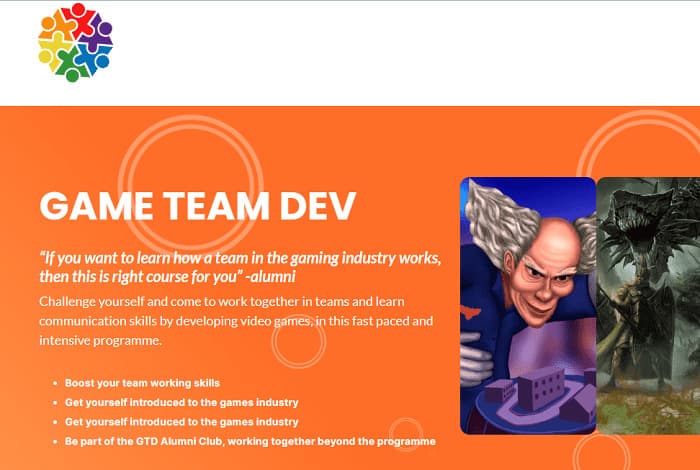 GAME TEAM DEV
“If you want to learn how a team in the gaming industry works,
then this is right course for you” -alumni
Challenge yourself and come to work together in teams and learn
communication skills by developing video games, in this fast paced and
intensive programme.
• Boost your team working skills
• Get yourself introduced to the games industry
• Get yourself introduced to the games industry
• Be part of the GTD Alumni Club, working together beyond the programme